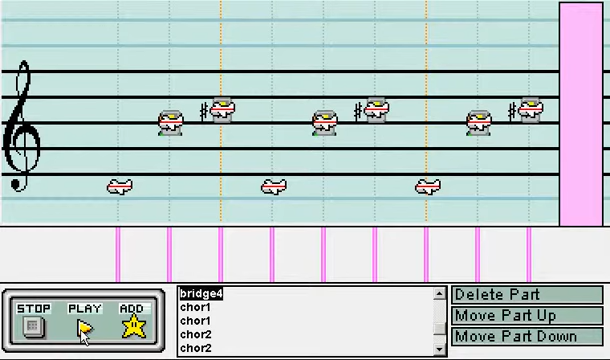 STOP PLAY ADD
bridge4
chor1
chor1
chor2
chor2
Delete Part
Move Part Up
Move Part Down